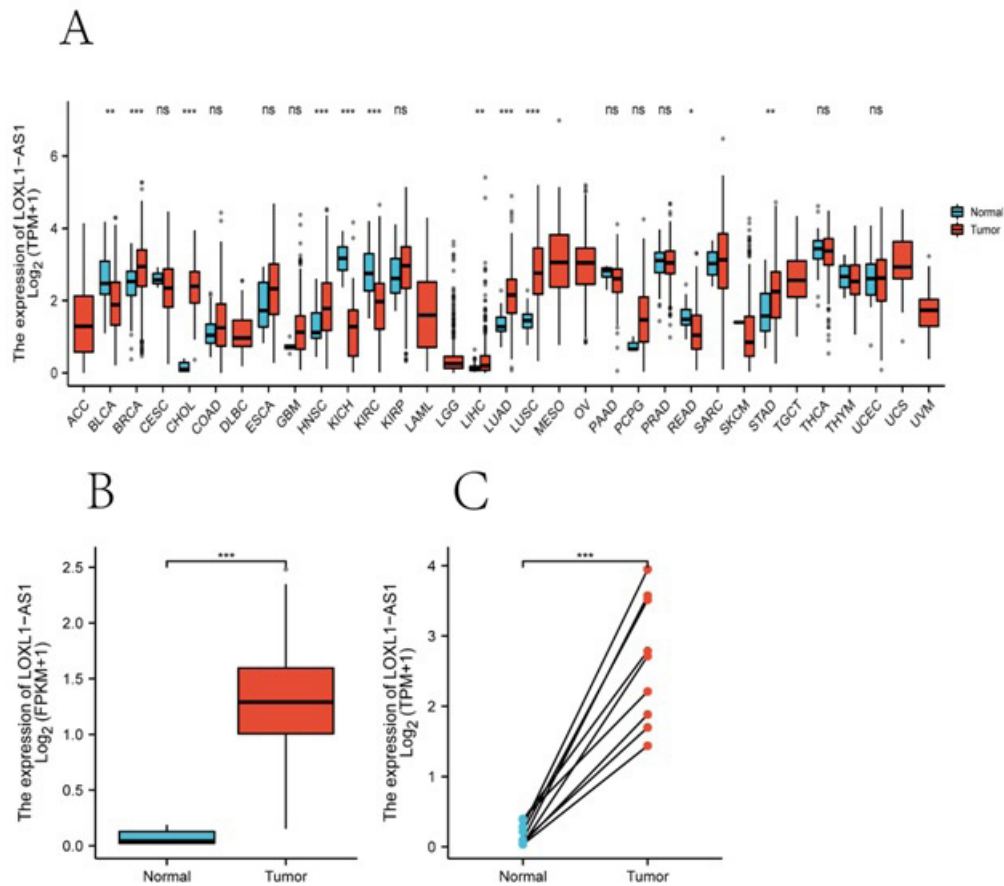 A
The expression of LOXL1-AS1
Log2 (TPM+1)
6
4
2
0
** *** ns *** ns ns ns *** *** *** ns ** *** *** ns ns ns * ** ns ns
Normal
Tumor
ACC BLCA BRCA CESC CHOL COAD DLBC ESCA GBM HNSC KICH KIRC KIRP LAML LGG LIHC LUAD LUSC MESO OV PAAD PCPG PRAD READ SARC SKCM STAD TGCT THCA THYM UCEC UCS UVM
B
The expression of LOXL1-AS1
Log2 (FPKM+1)
2.5
2.0
1.5
1.0
0.5
0.0
***
Normal Tumor
C
The expression of LOXL1-AS1
Log2 (TPM+1)
4
3
2
1
0
***
Normal Tumor